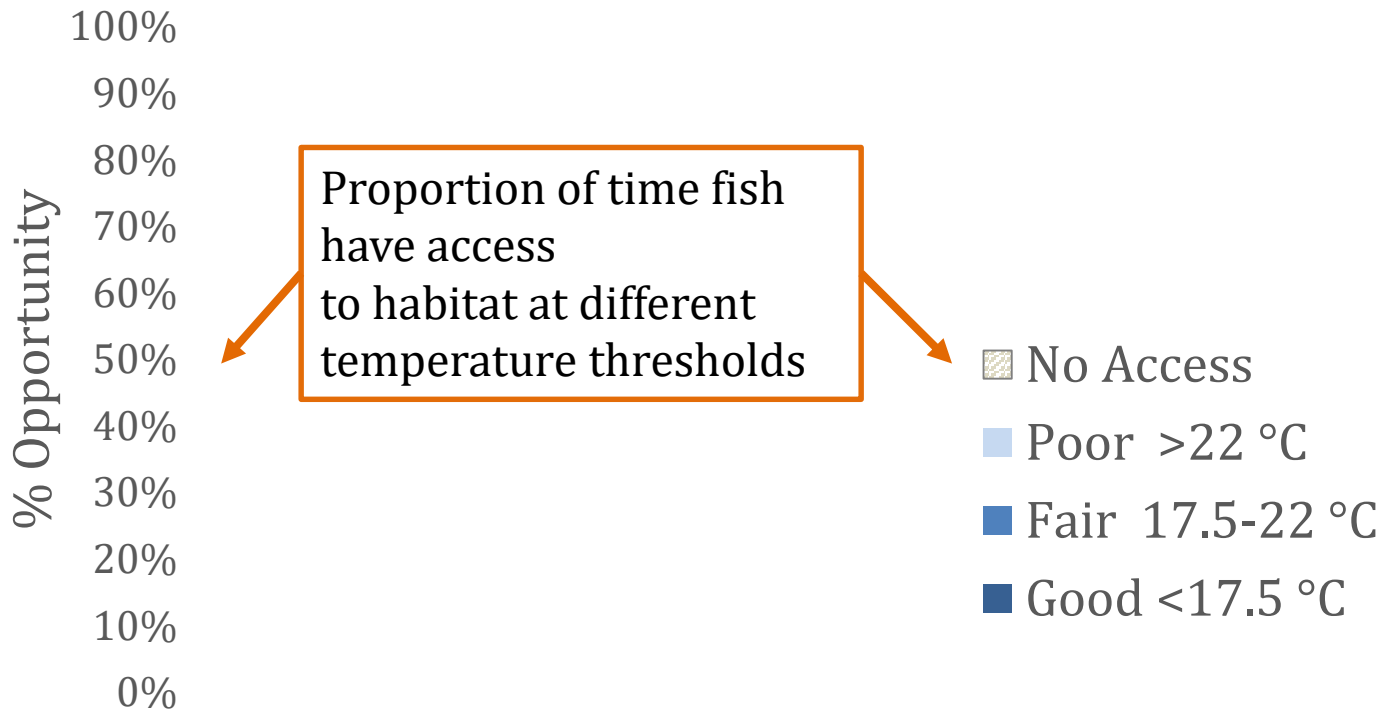 100%
90%
80%
70%
60%
50%
40%
30%
20%
10%
0%
% Opportunity
Proportion of time fish
have access
to habitat at different
temperature thresholds
No Access
Poor  >22 °C
Fair  17.5-22 °C
Good <17.5 °C